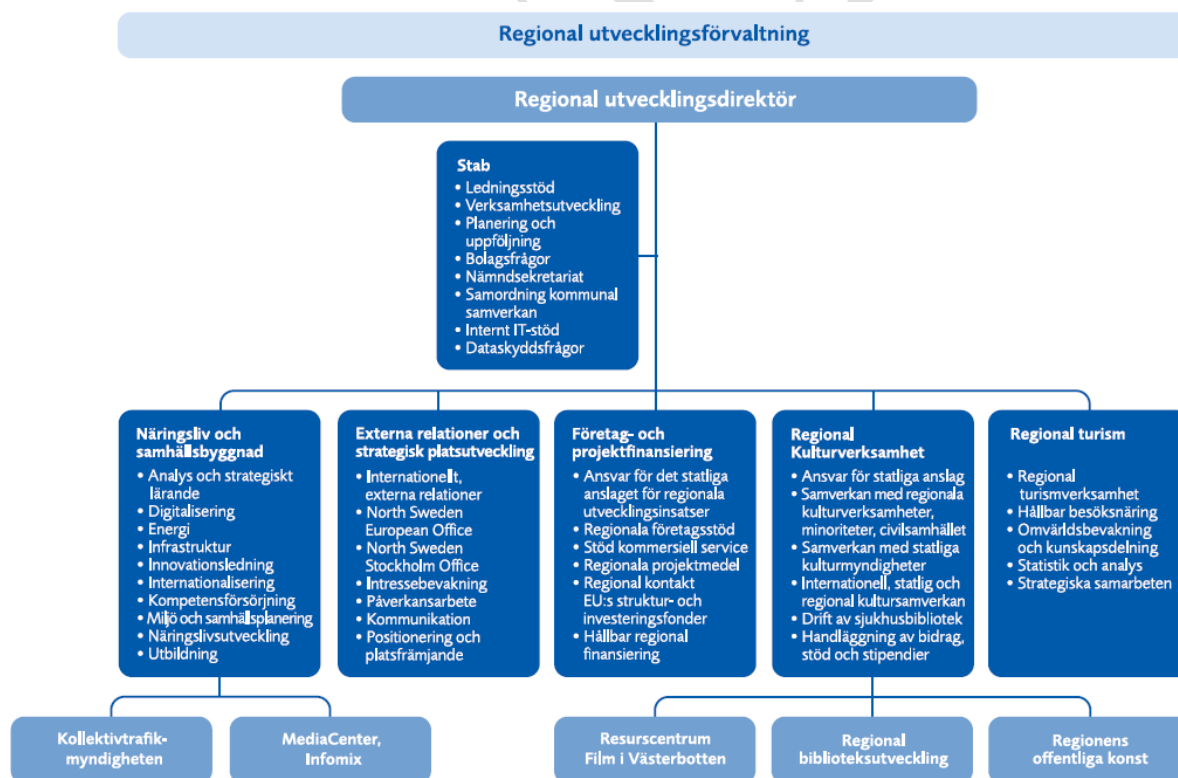 Regional utvecklingsförvaltning
Regional utvecklingsdirektör
Stab
• Ledningsstöd
• Verksamhetsutveckling
• Planering och
uppföljning
• Bolagsfrågor
• Nämndsekretariat
• Samordning kommunal
samverkan
• Internt IT-stöd
• Dataskyddsfrågor
Näringsliv och
samhällsbyggnad
• Analys och strategiskt
lärande
• Digitalisering
• Energi
• Infrastruktur
• Innovationsledning
• Internationalisering
• Kompetensförsörjning
• Miljö och samhällsplanering
• Näringslivsutveckling
• Utbildning
Externa relationer och
strategisk platsutveckling
• Internationellt,
externa relationer
• North Sweden
European Office
• North Sweden
Stockholm Office
• Intressebevakning
• Påverkansarbete
• Kommunikation
• Positionering och
platsfrämjande
Företag- och
projektfinansiering
• Ansvar för det statliga
anslaget för regionala
utvecklingsinsatser
• Regionala företagsstöd
• Stöd kommersiell service
• Regionala projektmedel
• Regional kontakt
EU:s struktur- och
investeringsfonder
• Hållbar regional
finansiering
Regional
Kulturverksamhet
• Ansvar för statliga anslag
• Samverkan med regionala
kulturverksamheter,
minoriteter, civilsamhället
• Samverkan med statliga
kulturmyndigheter
• Internationell, statlig och
regional kultursamverkan
• Drift av sjukhusbibliotek
• Handläggning av bidrag,
stöd och stipendier
Regional turism
• Regional
turismverksamhet
• Hållbar besöksnäring
• Omvärldsbevakning
och kunskapsdelning
• Statistik och analys
• Strategiska samarbeten
Kollektivtrafik-
myndigheten
MediaCenter,
Infomix
Resurscentrum
Film i Västerbotten
Regional
biblioteksutveckling
Regionens
offentliga konst